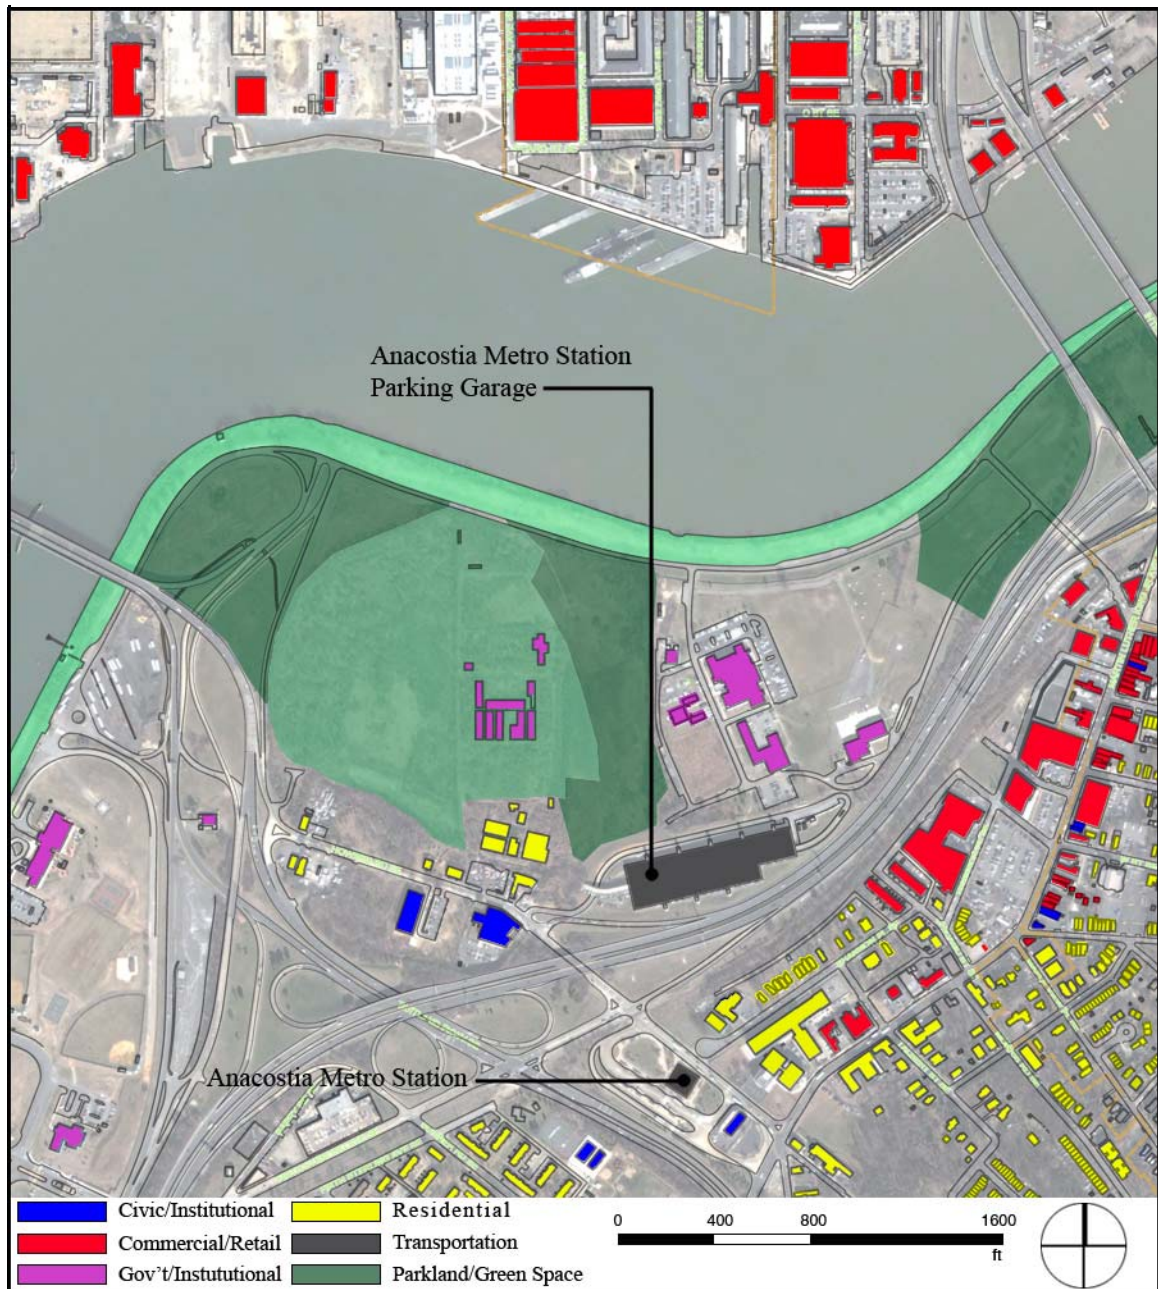 Anacostia Metro Station
Parking Garage
Anacostia Metro Station
Civic/Institutional
Residential
Commercial/Retail
Transportation
Gov't/Instututional
Parkland/Green Space
0 400 800 1600
ft